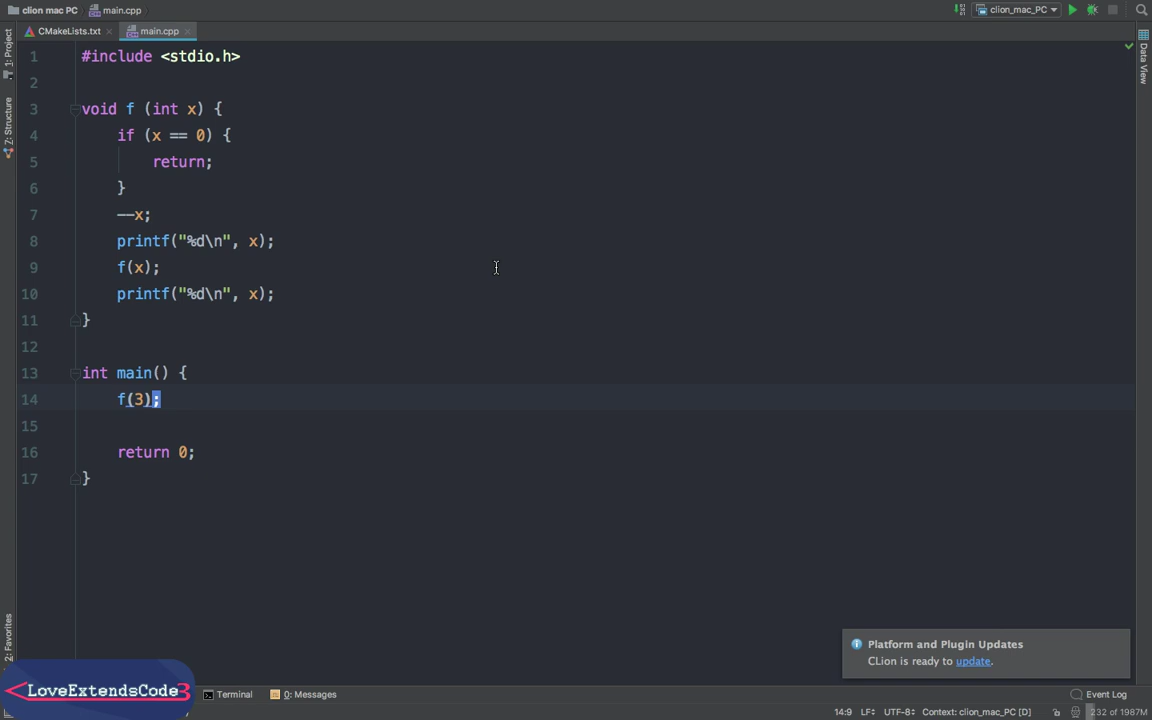 clion mac PC main.cpp
clion_mac_PC
CMakeLists.txt
main.cpp
1: Project
Z: Structure
2: Favorites
Data View
1 #include <stdio.h>
2
3 void f (int x) {
4 if (x == 0) {
5 return;
6 }
7 --x;
8 printf("%d\n", x);
9 f(x);
10 printf("%d\n", x);
11 }
12
13 int main() {
14 f(3);
15
16 return 0;
17 }
Platform and Plugin Updates
CLion is ready to update.
<LoveExtendsCode3
Terminal
0: Messages
Event Log
14:9 LF UTF-8 Context: clion_mac_PC [D] 232 of 1987M